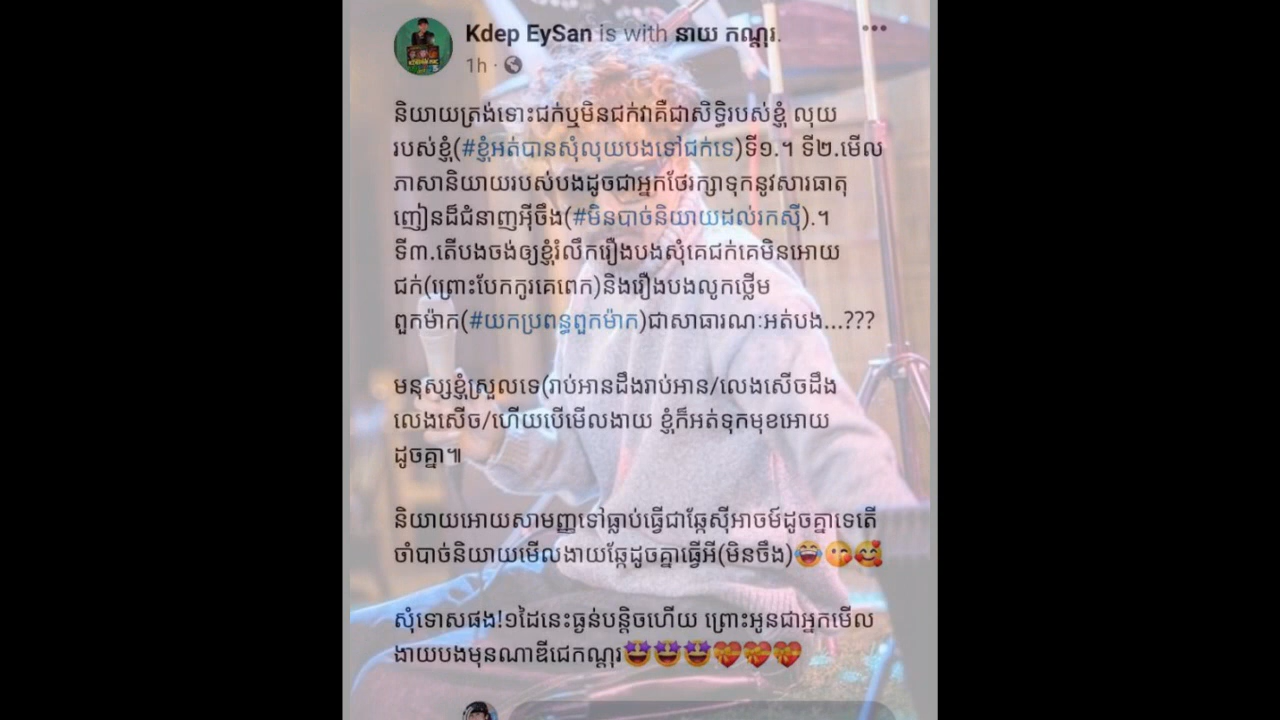 Kdep EySan is with នាយ កណ្ដុរ.
1h ·
និយាយត្រង់ទោះជក់ឬមិនជក់វាគឺជាសិទ្ធិរបស់ខ្ញុំ លុយ
របស់ខ្ញុំ(#ខ្ញុំអត់បានសុំលុយបងទៅជក់ទេ)ទី១.។ ទី២.មើល
ភាសានិយាយរបស់បងដូចជាអ្នកថែរក្សាទុកនូវសារធាតុ
ញៀនដ៏ជំនាញអ៊ីចឹង(#មិនបាច់និយាយដល់រកស៊ី).។
ទី៣.តើបងចង់ឲ្យខ្ញុំរំលឹករឿងបងសុំគេជក់គេមិនអោយ
ជក់(ព្រោះបែកកូរគេពេក)និងរឿងបងលូកថ្លើម
ពួកម៉ាក(#យកប្រពន្ធពួកម៉ាក)ជាសាធារណៈអត់បង...???
មនុស្សខ្ញុំស្រួលទេ(រាប់អានដឹងរាប់អាន/លេងសើចដឹង
លេងសើច/ហើយបើមើលងាយ ខ្ញុំក៏អត់ទុកមុខអោយ
ដូចគ្នា៕
និយាយអោយសាមញ្ញទៅធ្លាប់ធ្វើជាឆ្កែស៊ីអាចម៍ដូចគ្នាទេតើ
ចាំបាច់និយាយមើលងាយឆ្កែដូចគ្នាធ្វើអី(មិនចឹង)😂😗🥰
សុំទោសផង!១ដៃនេះធ្ងន់បន្តិចហើយ ព្រោះអូនជាអ្នកមើល
ងាយបងមុនណាឌីជេកណ្ដុរ🤩🤩🤩💝💝💝